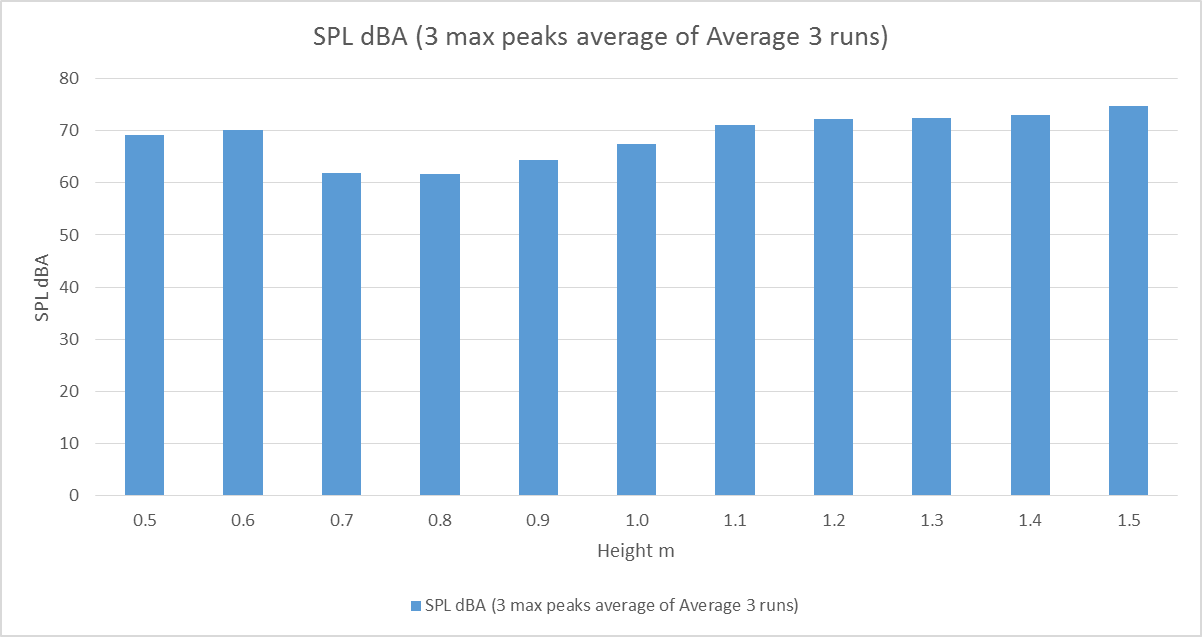 SPL dBA (3 max peaks average of Average 3 runs)
80
70
60
50
40
30
20
10
0
SPL dBA
0.5 0.6 0.7 0.8 0.9 1.0 1.1 1.2 1.3 1.4 1.5
Height m
SPL dBA (3 max peaks average of Average 3 runs)